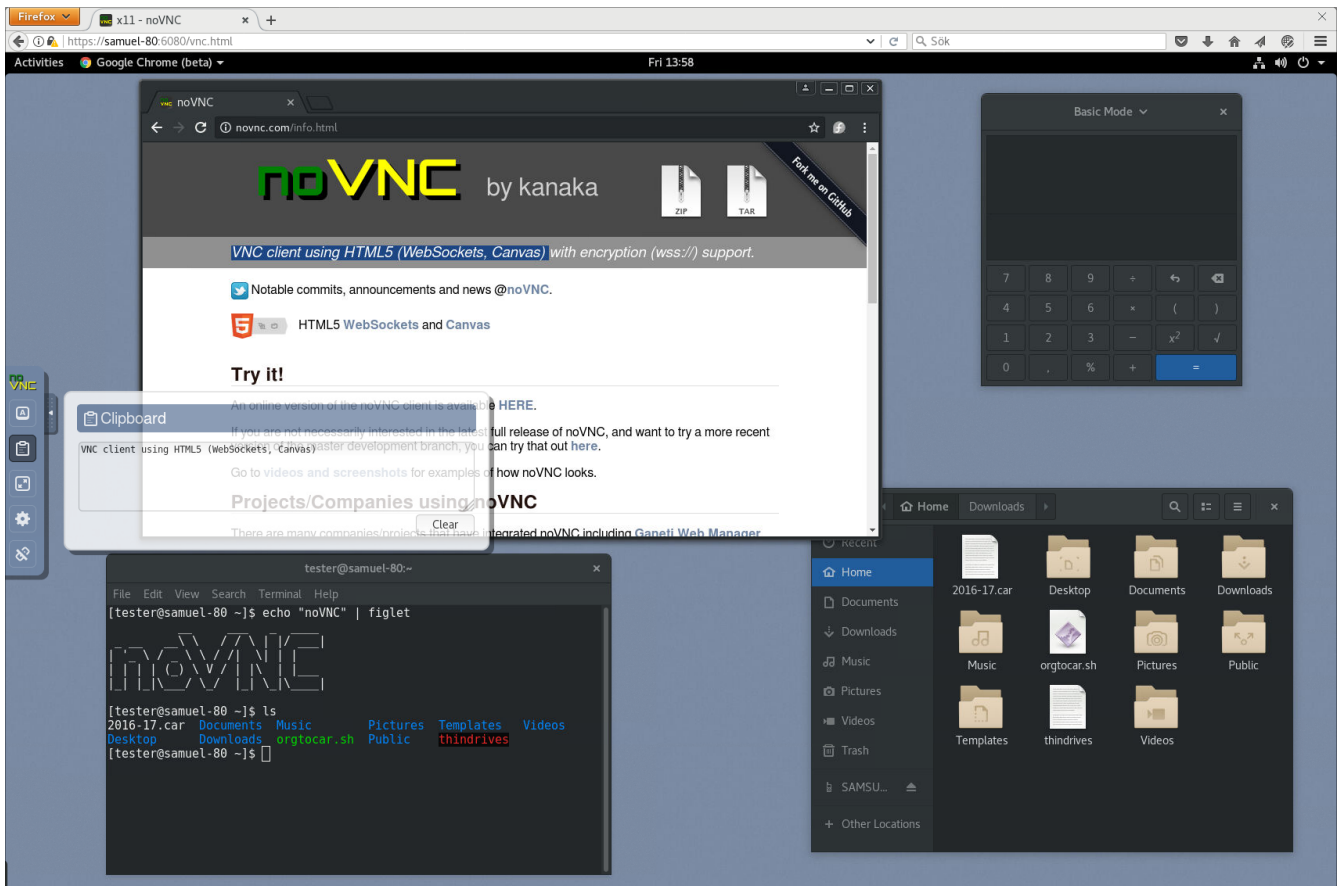 Firefox
x11 - noVNC
https://samuel-80:6080/vnc.html
Sök
Activities
Google Chrome (beta)
Fri 13:58
noVNC
novnc.com/info.html
noVNC by kanaka
ZIP
TAR
Fork me on GitHub
VNC client using HTML5 (WebSockets, Canvas) with encryption (wss://) support.
Notable commits, announcements and news @noVNC.
HTML5 WebSockets and Canvas
Try it!
An online version of the noVNC client is available HERE.
If you are not necessarily interested in the latest full release of noVNC, and want to try a more recent
version of the master development branch, you can try that out here.
Go to videos and screenshots for examples of how noVNC looks.
Projects/Companies using noVNC
There are many companies/projects that have integrated noVNC including Ganeti Web Manager
Basic Mode
7 8 9 ÷
4 5 6 × ( )
1 2 3 − x² √
0 , % + =
noVNC
Clipboard
VNC client using HTML5 (WebSockets, Canvas)
Clear
tester@samuel-80:~
File Edit View Search Terminal Help
[tester@samuel-80 ~]$ echo "noVNC" | figlet
noVNC
[tester@samuel-80 ~]$ ls
2016-17.car Documents Music Pictures Templates Videos
Desktop Downloads orgtocar.sh Public thindrives
[tester@samuel-80 ~]$
Home Downloads
Recent
Home
Documents
Downloads
Music
Pictures
Videos
Trash
SAMSU...
+ Other Locations
2016-17.car Desktop Documents Downloads
Music orgtocar.sh Pictures Public
Templates thindrives Videos